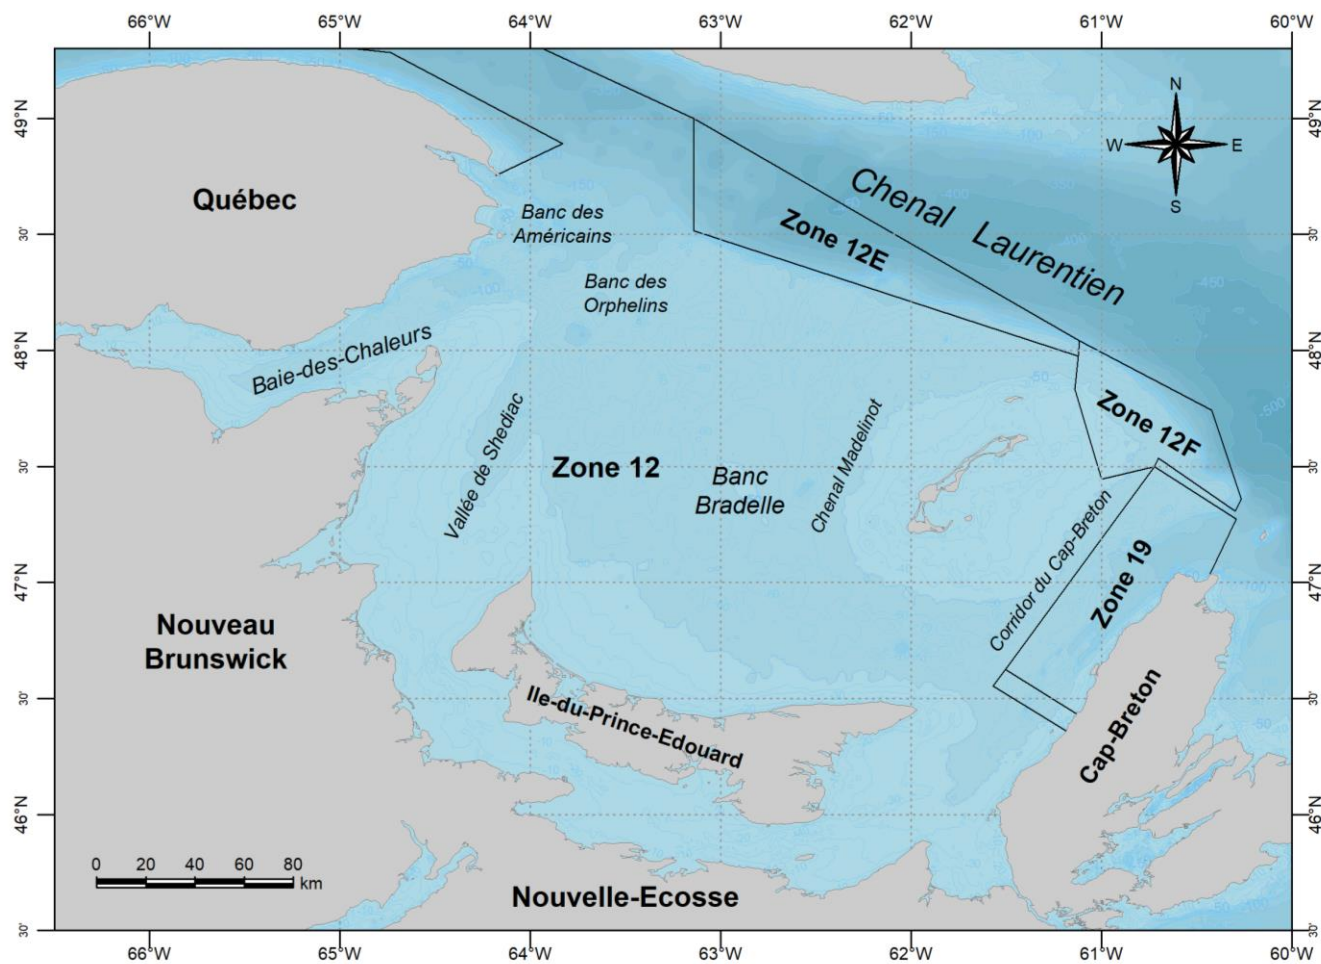 66°W 65°W 64°W 63°W 62°W 61°W 60°W
49°N 49°N
N
W E
S
Chenal Laurentien
Québec
Banc des
Américains
Zone 12E
30' 30'
Banc des
Orphelins
48°N 48°N
Baie-des-Chaleurs
Zone 12F
Vallée de Shediac
Zone 12
Banc
Bradelle
Chenal Madelinot
30' 30'
Corridor du Cap-Breton
Zone 19
47°N 47°N
Nouveau
Brunswick
30' 30'
Ile-du-Prince-Edouard
Cap-Breton
46°N 46°N
0 20 40 60 80
km
Nouvelle-Ecosse
30' 30'
66°W 65°W 64°W 63°W 62°W 61°W 60°W